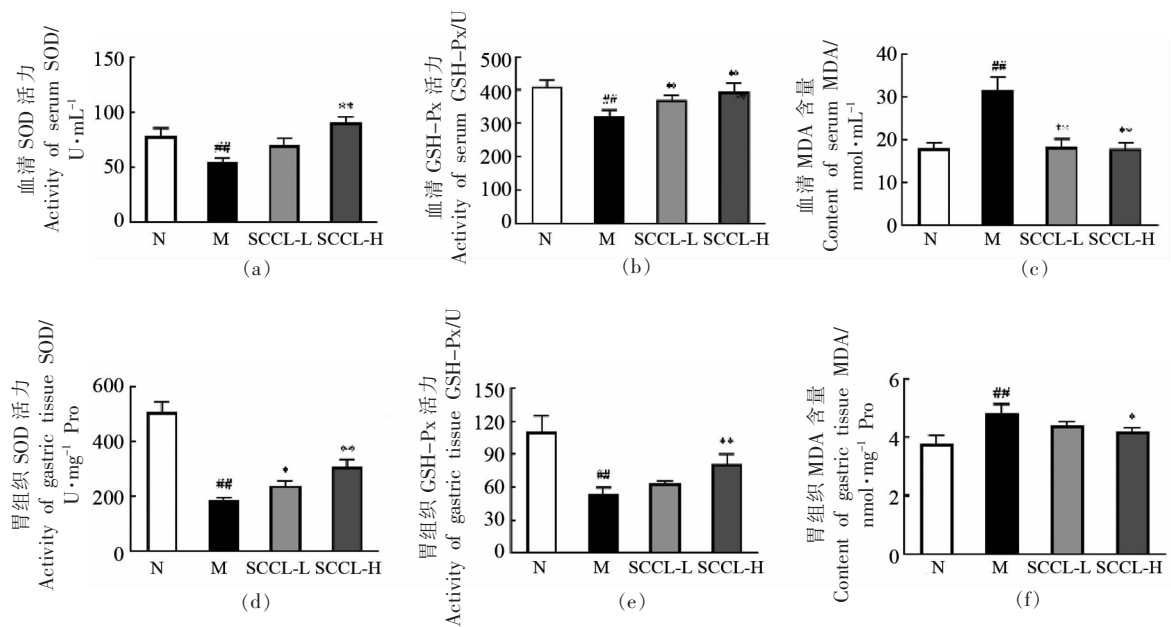 血清 SOD 活力
Activity of serum SOD/
U·mL⁻¹
150
100
50
0
##
**
N M SCCL-L SCCL-H
(a)
血清 GSH-Px 活力
Activity of serum GSH-Px/U
500
400
300
200
100
0
##
**
**
N M SCCL-L SCCL-H
(b)
血清 MDA 含量
Content of serum MDA/
nmol·mL⁻¹
40
30
20
10
0
##
**
**
N M SCCL-L SCCL-H
(c)
胃组织 SOD 活力
Activity of gastric tissue SOD/
U·mg⁻¹ Pro
600
400
200
0
##
*
**
N M SCCL-L SCCL-H
(d)
胃组织 GSH-Px 活力
Activity of gastric tissue GSH-Px/U
150
120
90
60
30
0
##
**
N M SCCL-L SCCL-H
(e)
胃组织 MDA 含量
Content of gastric tissue MDA/
nmol·mg⁻¹ Pro
6
4
2
0
##
*
N M SCCL-L SCCL-H
(f)